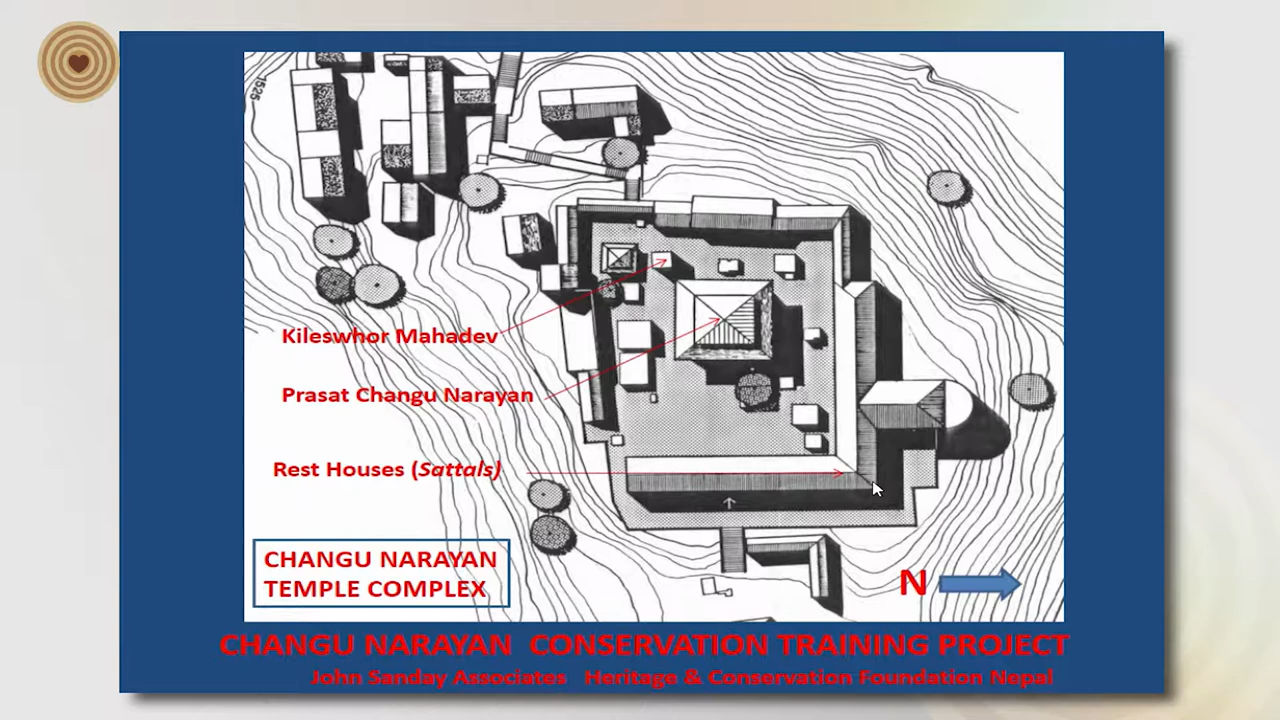 1525
Kileswhor Mahadev
Prasat Changu Narayan
Rest Houses (Sattals)
CHANGU NARAYAN
TEMPLE COMPLEX
N
CHANGU NARAYAN CONSERVATION TRAINING PROJECT
John Sanday Associates Heritage & Conservation Foundation Nepal